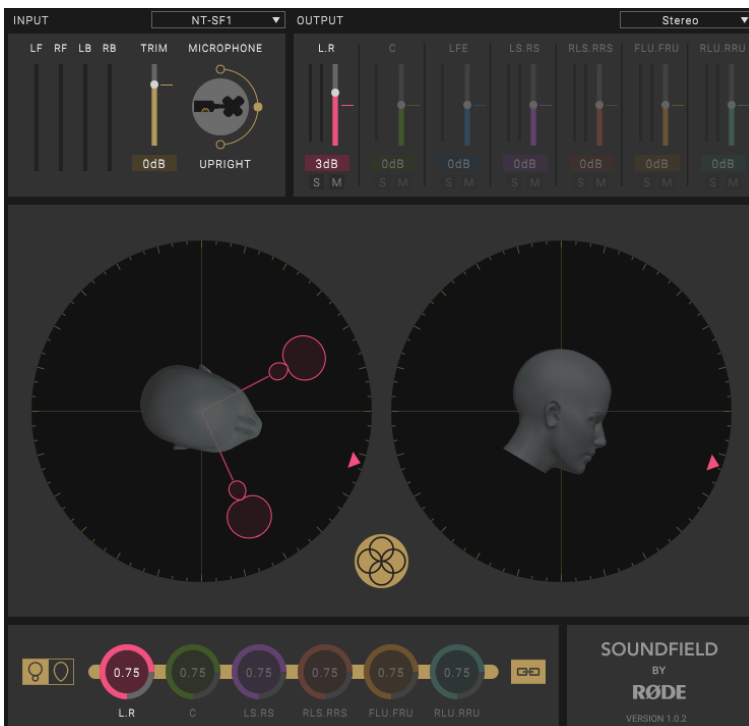 INPUT NT-SF1 OUTPUT Stereo
LF RF LB RB TRIM MICROPHONE L.R C LFE LS.RS RLS.RRS FLU.FRU RLU.RRU
0dB UPRIGHT 3dB 0dB 0dB 0dB 0dB 0dB 0dB
S M S M S M S M S M S M S M
0.75 0.75 0.75 0.75 0.75 0.75
L.R C LS.RS RLS.RRS FLU.FRU RLU.RRU
SOUNDFIELD
BY
RØDE
VERSION 1.0.2